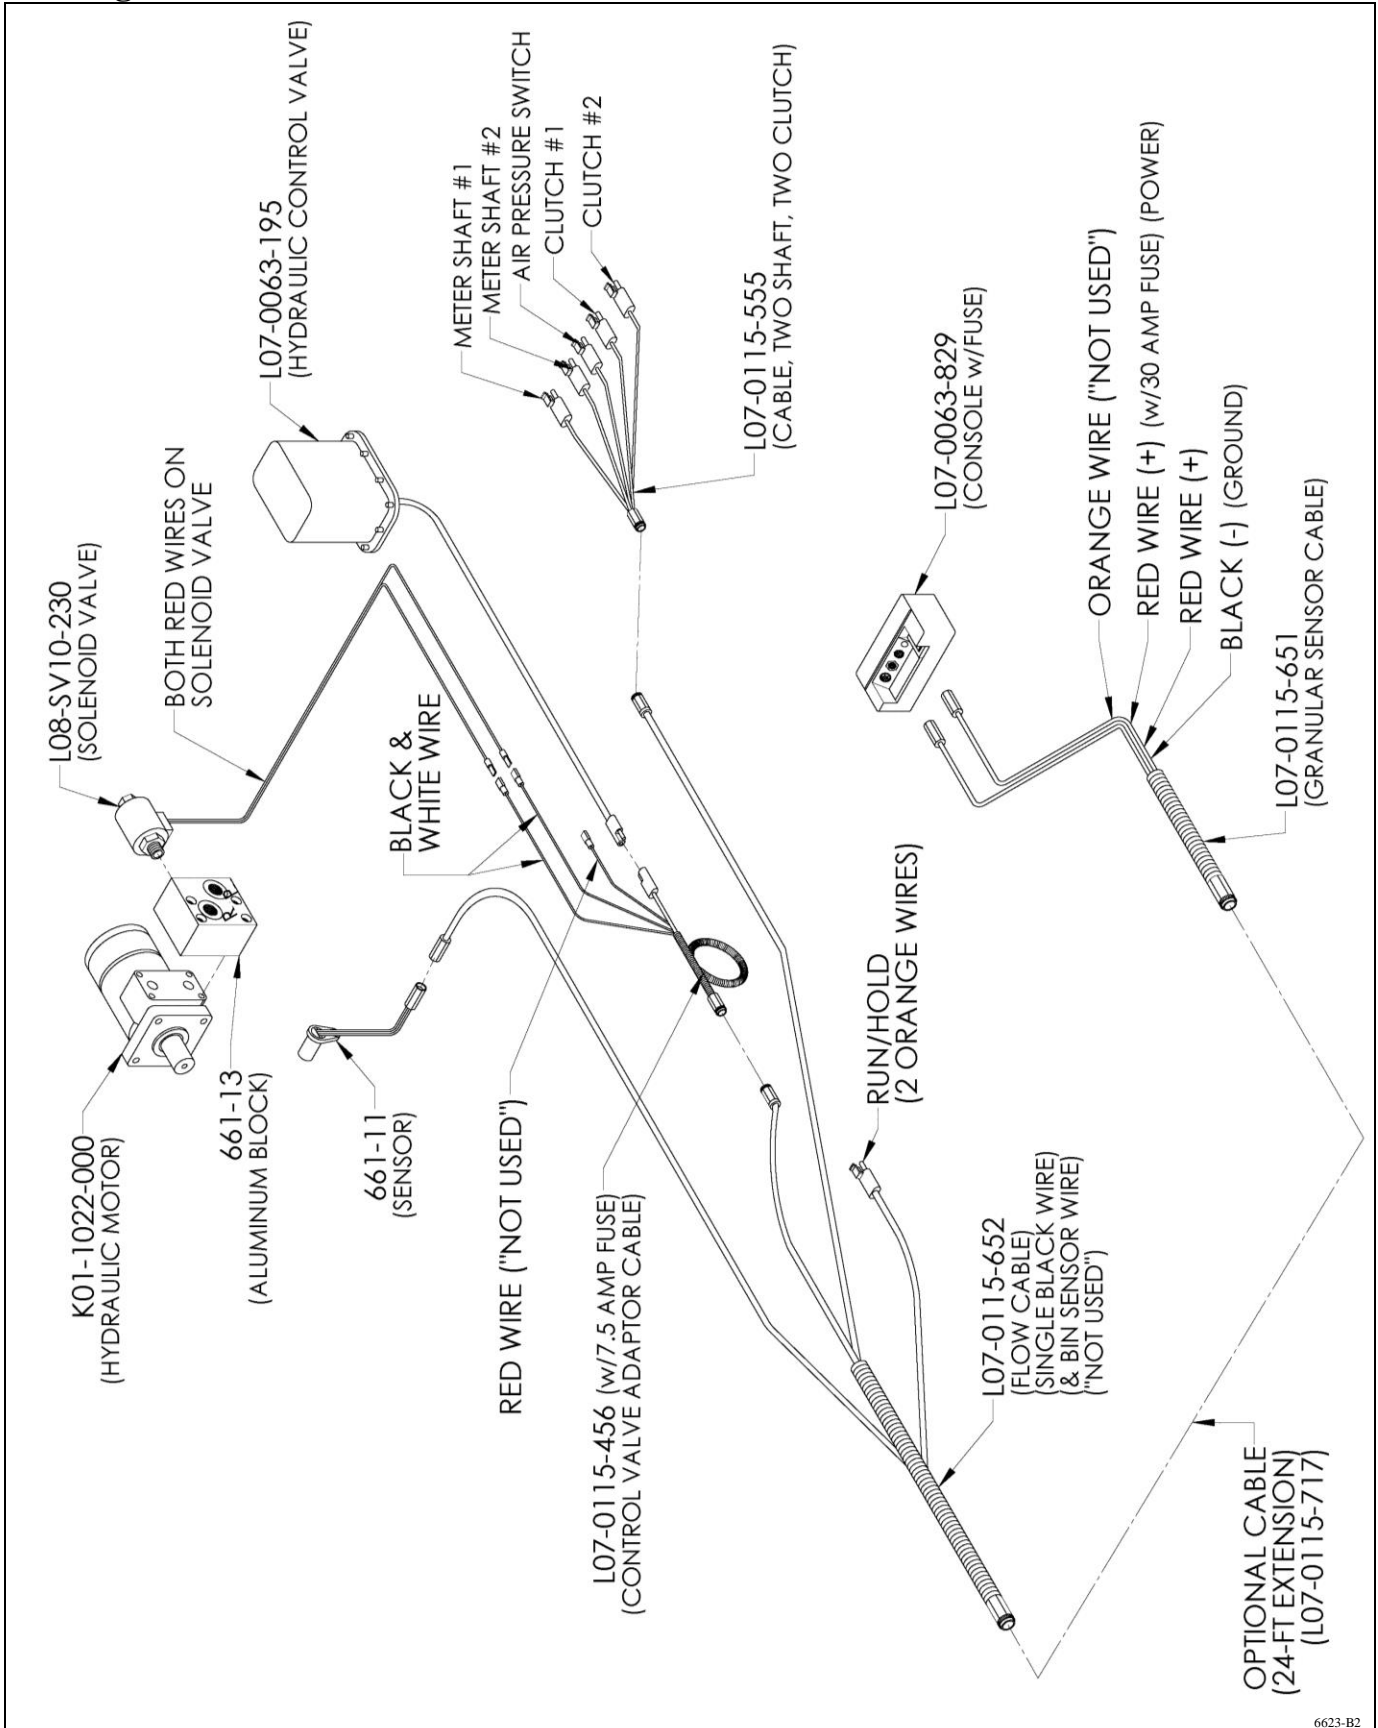 K01-1022-000
(HYDRAULIC MOTOR)
661-13
(ALUMINUM BLOCK)
L08-SV10-230
(SOLENOID VALVE)
BOTH RED WIRES ON
SOLENOID VALVE
L07-0063-195
(HYDRAULIC CONTROL VALVE)
661-11
(SENSOR)
BLACK &
WHITE WIRE
METER SHAFT #1
METER SHAFT #2
AIR PRESSURE SWITCH
CLUTCH #1
CLUTCH #2
RED WIRE ("NOT USED")
L07-0115-555
(CABLE, TWO SHAFT, TWO CLUTCH)
L07-0115-456 (w/7.5 AMP FUSE)
(CONTROL VALVE ADAPTOR CABLE)
RUN/HOLD
(2 ORANGE WIRES)
L07-0063-829
(CONSOLE w/FUSE)
L07-0115-652
(FLOW CABLE)
(SINGLE BLACK WIRE)
(& BIN SENSOR WIRE)
("NOT USED")
ORANGE WIRE ("NOT USED")
RED WIRE (+) (w/30 AMP FUSE) (POWER)
RED WIRE (+)
BLACK (-) (GROUND)
L07-0115-651
(GRANULAR SENSOR CABLE)
OPTIONAL CABLE
(24-FT EXTENSION)
(L07-0115-717)
6623-B2